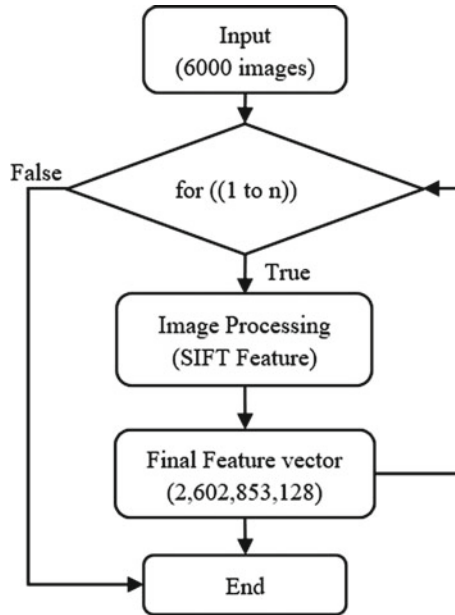 Input
(6000 images)
for ((1 to n))
False
True
Image Processing
(SIFT Feature)
Final Feature vector
(2,602,853,128)
End